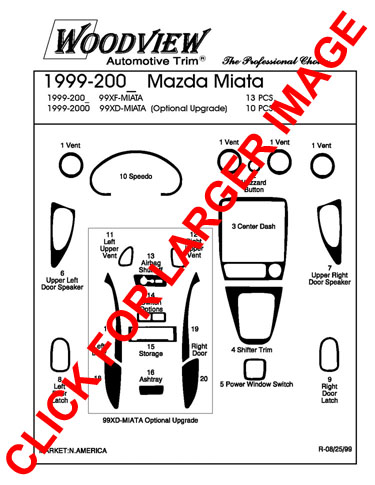 WOODVIEW
Automotive Trim®
The Professional
1999-200_ Mazda Miata
1999-200_ 99XF-MIATA 13 PCS
1999-2000 99XD-MIATA (Optional Upgrade) 10 PCS
1 Vent
1 Vent
1 Vent
1 Vent
10 Speedo
Button
3 Center Dash
11
Left
Upper
Vent
12
Upper
Vent
13
Airbag
6
Upper Left
Door Speaker
7
Upper Right
Door Speaker
14
Options
15
Storage
19
Right
Door
4 Shifter Trim
16
Ashtray
18
20
5 Power Window Switch
8
Left
Door
Latch
9
Right
Door
Latch
99XD-MIATA Optional Upgrade
MARKET:N.AMERICA
R-08/25/99
CLICK FOR LARGER IMAGE